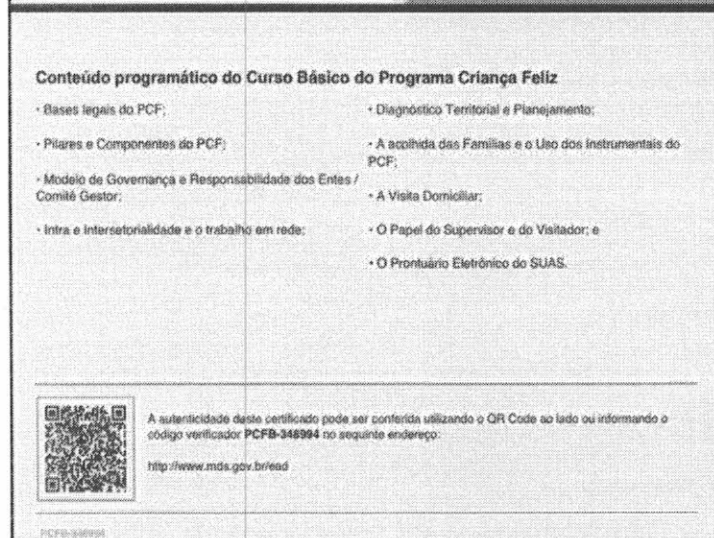 Conteúdo programático do Curso Básico do Programa Criança Feliz
• Bases legais do PCF;
• Pilares e Componentes do PCF;
• Modelo de Governança e Responsabilidade dos Entes /
Comitê Gestor;
• Intra e Intersetorialidade e o trabalho em rede;
• Diagnóstico Territorial e Planejamento;
• A acolhida das Famílias e o Uso dos Instrumentais do
PCF;
• A Visita Domiciliar;
• O Papel do Supervisor e do Visitador; e
• O Prontuário Eletrônico do SUAS.
A autenticidade deste certificado pode ser conferida utilizando o QR Code ao lado ou informando o
código verificador PCFB-348994 no seguinte endereço:
http://www.mds.gov.br/ead
PCFB-348994